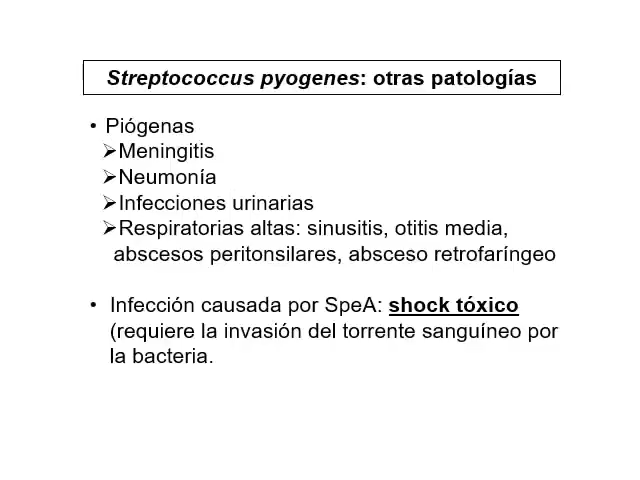 Streptococcus pyogenes: otras patologías
• Piógenas
➢Meningitis
➢Neumonía
➢Infecciones urinarias
➢Respiratorias altas: sinusitis, otitis media,
abscesos peritonsilares, absceso retrofaríngeo
• Infección causada por SpeA: shock tóxico
(requiere la invasión del torrente sanguíneo por
la bacteria.